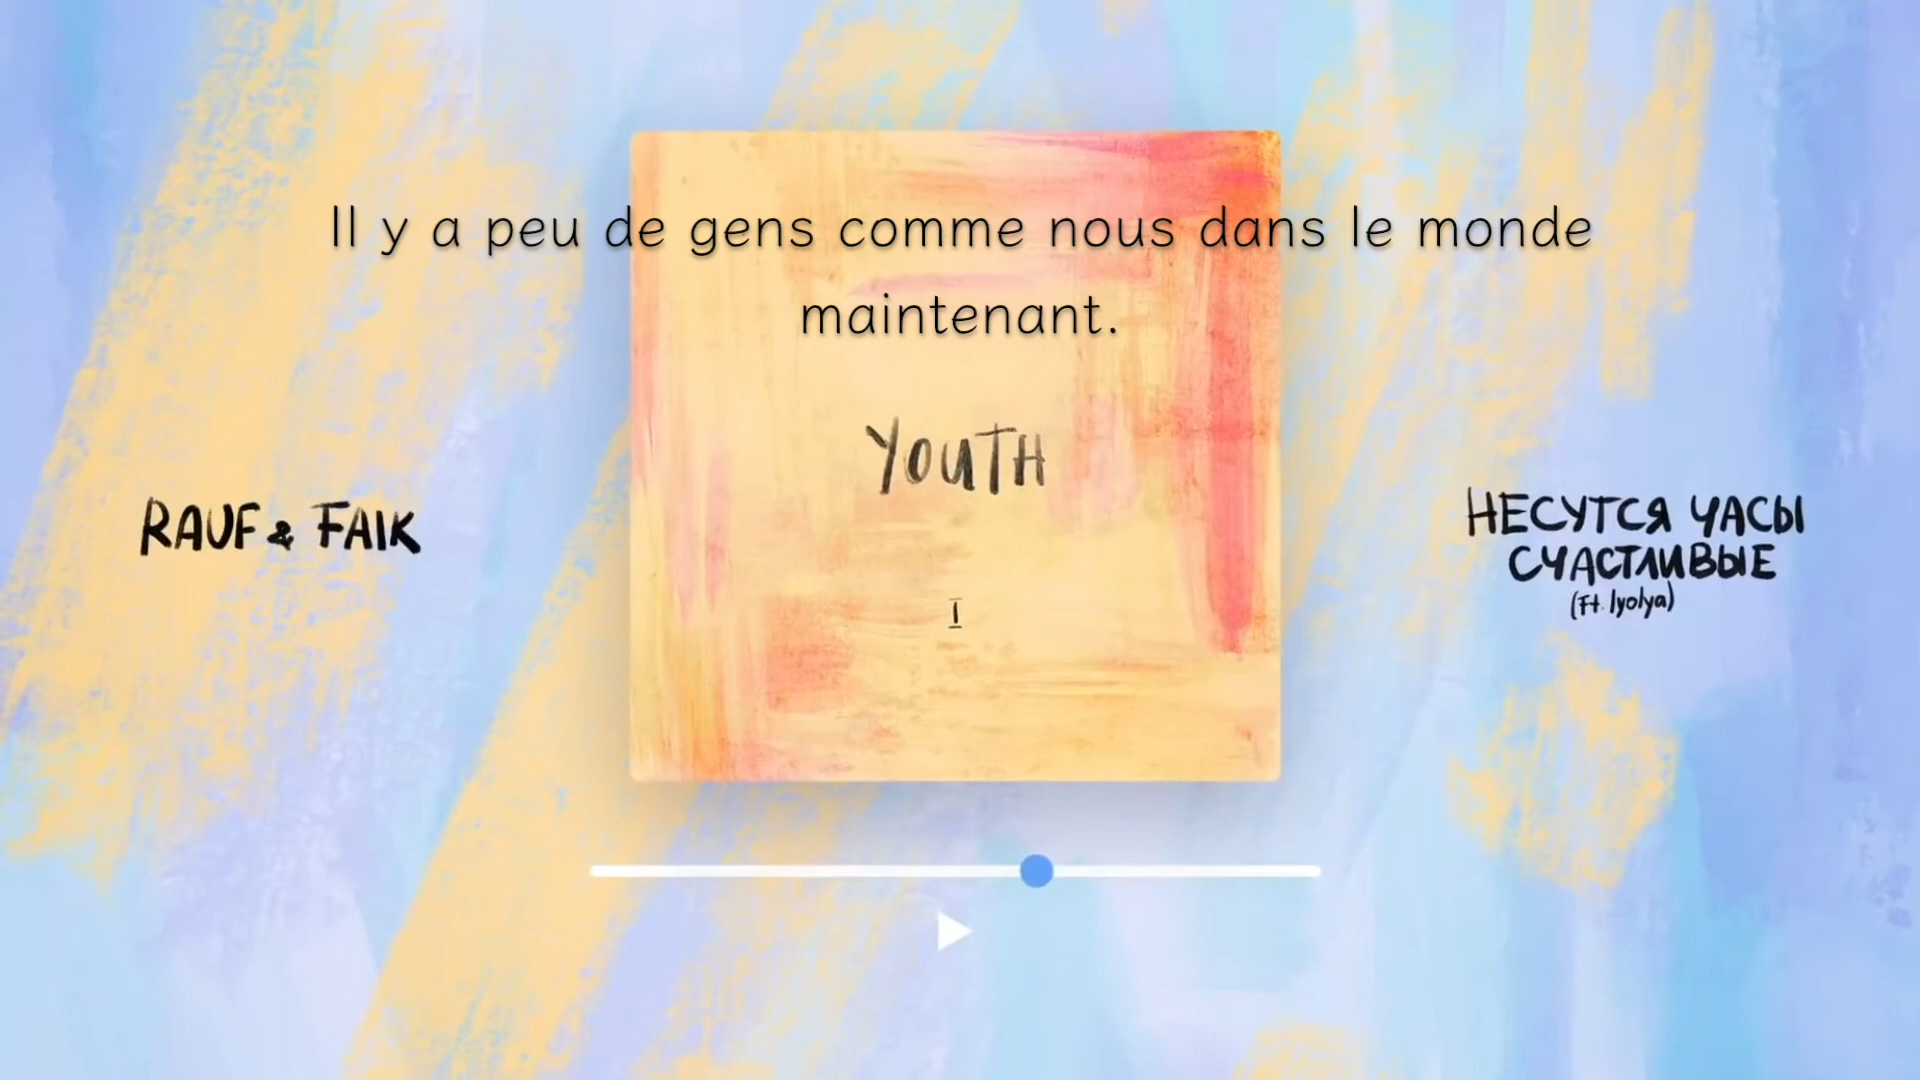 Il y a peu de gens comme nous dans le monde
maintenant.
YOUTH
I
RAUF & FAIK
НЕСУТСЯ ЧАСЫ
СЧАСТЛИВЫЕ
(Ft. lyolya)